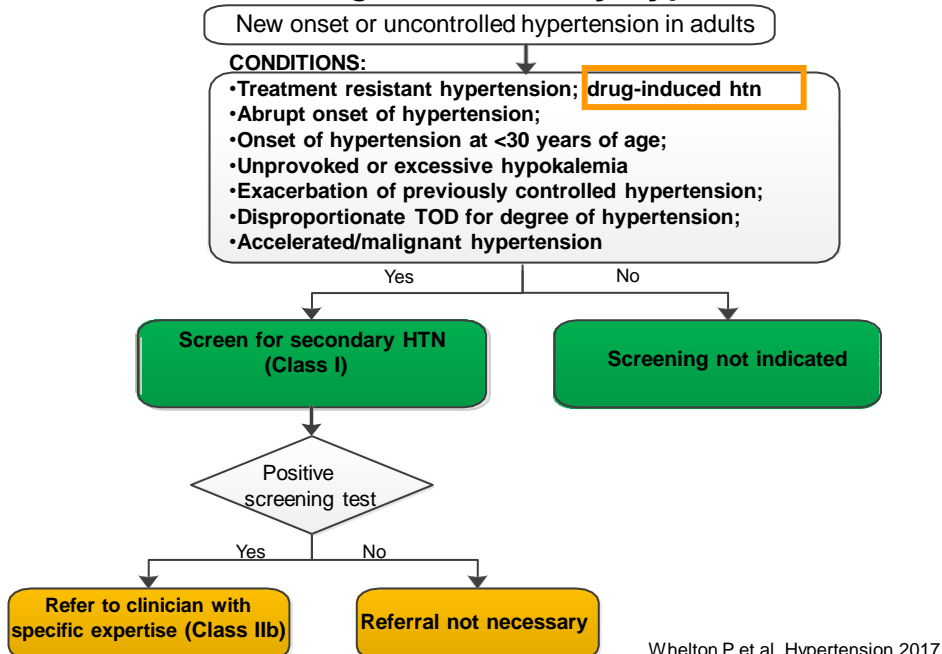 New onset or uncontrolled hypertension in adults
CONDITIONS:
•Treatment resistant hypertension; drug-induced htn
•Abrupt onset of hypertension;
•Onset of hypertension at <30 years of age;
•Unprovoked or excessive hypokalemia
•Exacerbation of previously controlled hypertension;
•Disproportionate TOD for degree of hypertension;
•Accelerated/malignant hypertension
Yes
No
Screen for secondary HTN
(Class I)
Screening not indicated
Positive
screening test
Yes
No
Refer to clinician with
specific expertise (Class IIb)
Referral not necessary
Whelton P et al. Hypertension 2017